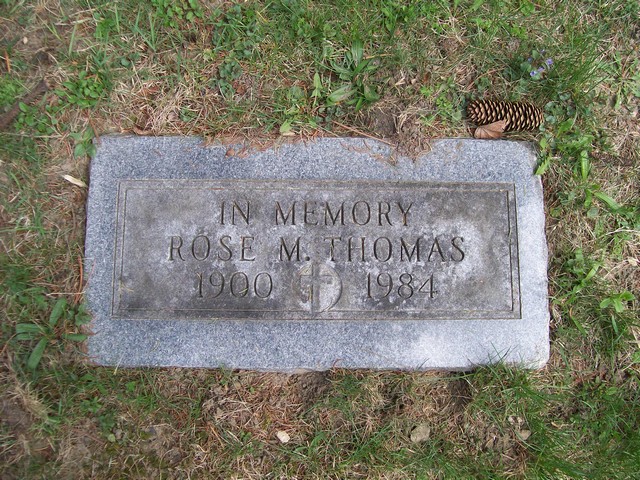 IN MEMORY
ROSE M. THOMAS
1900 1984